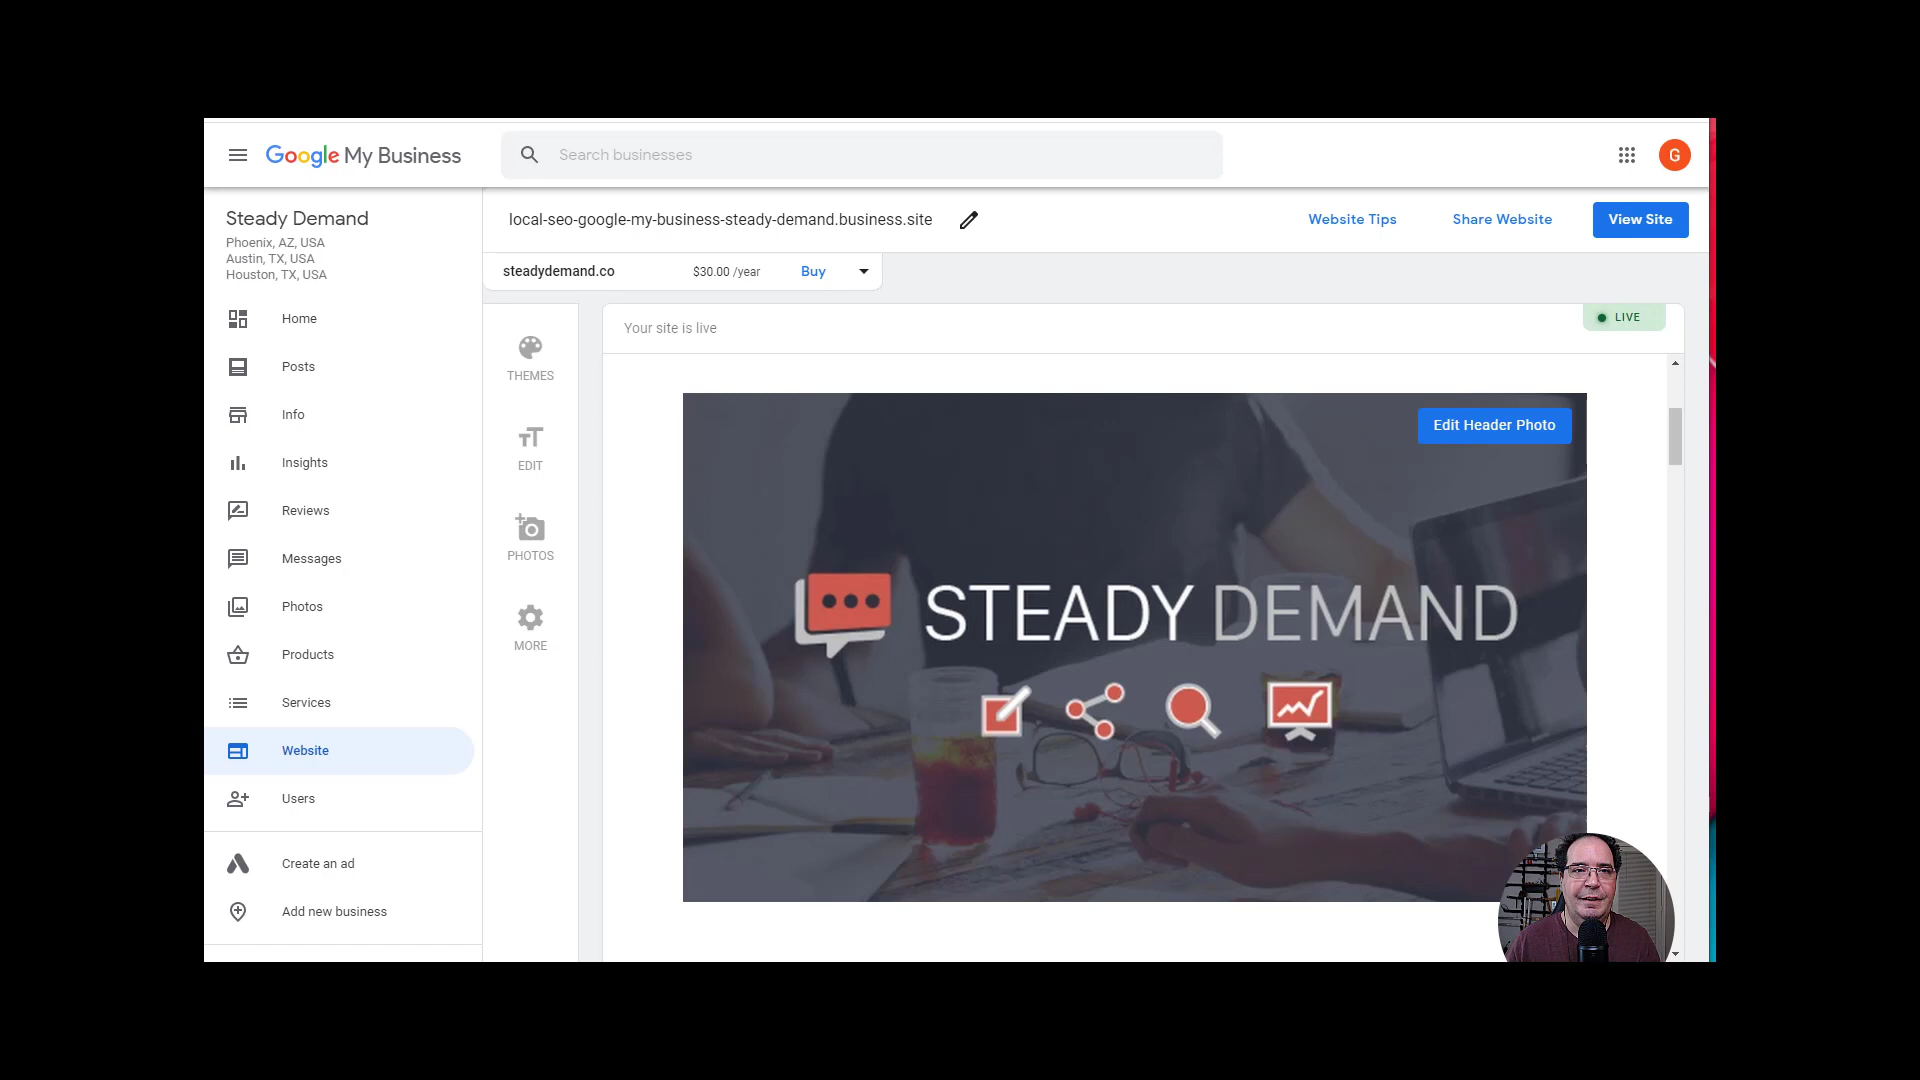 Google My Business
Search businesses
G
Steady Demand
Phoenix, AZ, USA
Austin, TX, USA
Houston, TX, USA
Home
Posts
Info
Insights
Reviews
Messages
Photos
Products
Services
Website
Users
Create an ad
Add new business
local-seo-google-my-business-steady-demand.business.site
Website Tips
Share Website
View Site
steadydemand.co $30.00 /year Buy
THEMES
EDIT
PHOTOS
MORE
Your site is live
LIVE
Edit Header Photo
STEADY DEMAND